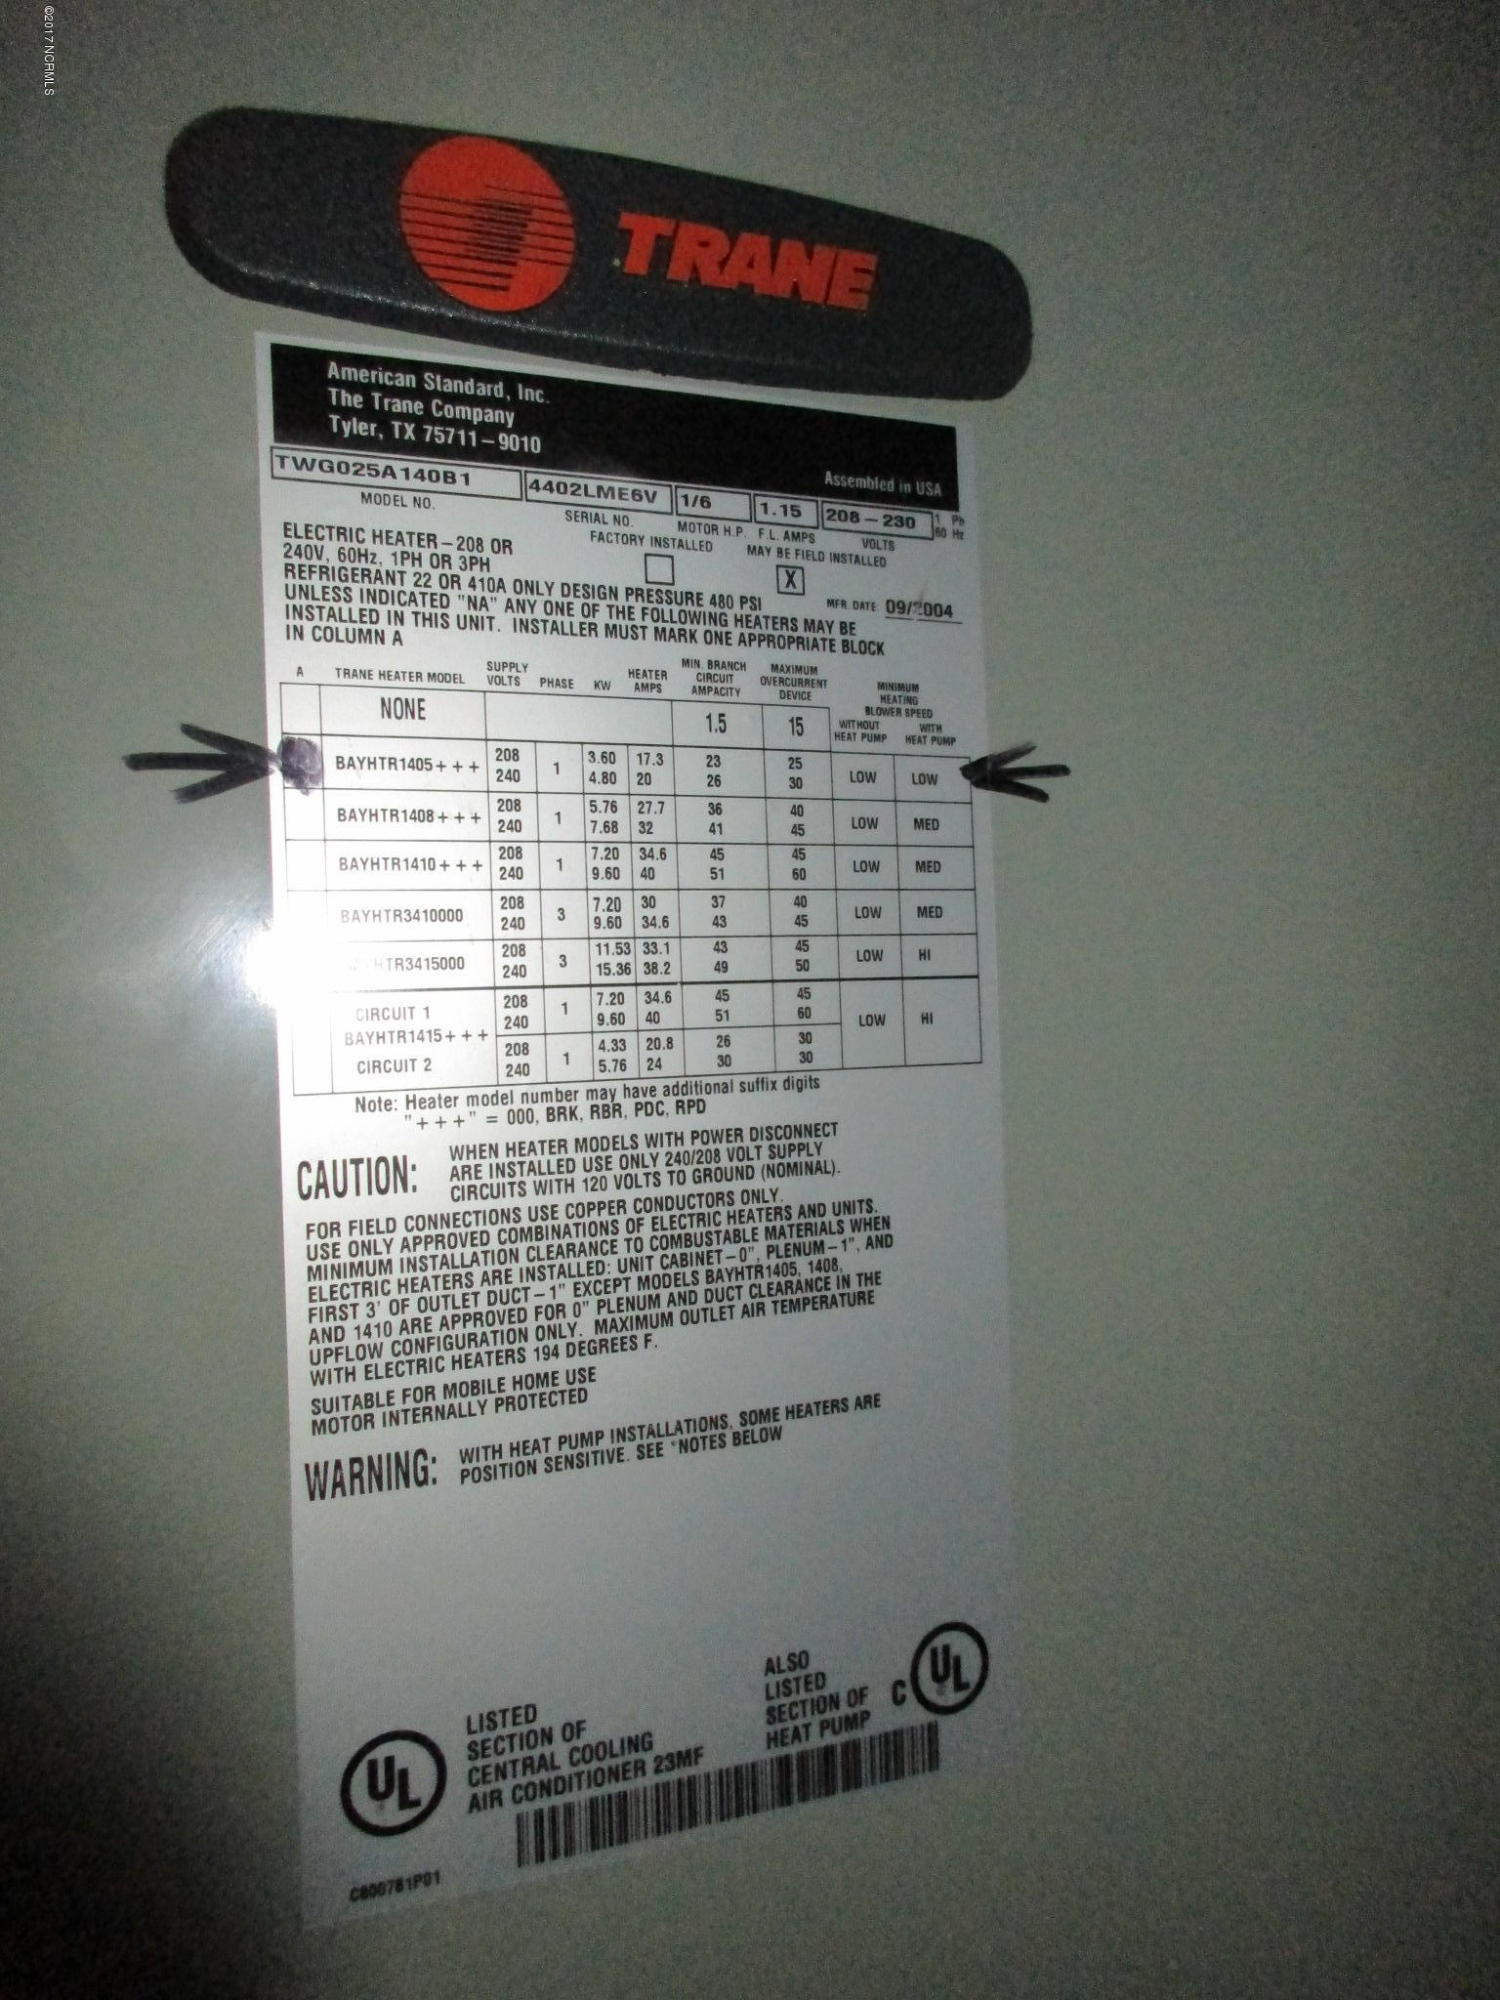 ©2017 NCRMLS
TRANE
American Standard, Inc.
The Trane Company
Tyler, TX 75711-9010
Assembled in USA
TWG025A140B1 4402LME6V 1/6 1.15 208-230 1 Ph
60 Hz
MODEL NO. SERIAL NO. MOTOR H.P. F.L. AMPS VOLTS
FACTORY INSTALLED MAY BE FIELD INSTALLED
X
ELECTRIC HEATER-208 OR
240V, 60Hz, 1PH OR 3PH
REFRIGERANT 22 OR 410A ONLY DESIGN PRESSURE 480 PSI
MFR. DATE: 09/2004
UNLESS INDICATED "NA" ANY ONE OF THE FOLLOWING HEATERS MAY BE
INSTALLED IN THIS UNIT. INSTALLER MUST MARK ONE APPROPRIATE BLOCK
IN COLUMN A
A TRANE HEATER MODEL SUPPLY VOLTS PHASE KW HEATER AMPS MIN. BRANCH CIRCUIT AMPACITY MAXIMUM OVERCURRENT DEVICE MINIMUM HEATING BLOWER SPEED
WITHOUT HEAT PUMP WITH HEAT PUMP
NONE 1.5 15
BAYHTR1405+++ 208 1 3.60 17.3 23 25 LOW LOW
240 4.80 20 26 30
BAYHTR1408+++ 208 1 5.76 27.7 36 40 LOW MED
240 7.68 32 41 45
BAYHTR1410+++ 208 1 7.20 34.6 45 45 LOW MED
240 9.60 40 51 60
BAYHTR3410000 208 3 7.20 30 37 40 LOW MED
240 9.60 34.6 43 45
HTR3415000 208 3 11.53 33.1 43 45 LOW HI
240 15.36 38.2 49 50
CIRCUIT 1 208 1 7.20 34.6 45 45 LOW HI
240 9.60 40 51 60
BAYHTR1415+++
CIRCUIT 2 208 1 4.33 20.8 26 30
240 5.76 24 30 30
Note: Heater model number may have additional suffix digits
"+++" = 000, BRK, RBR, PDC, RPD
CAUTION: WHEN HEATER MODELS WITH POWER DISCONNECT
ARE INSTALLED USE ONLY 240/208 VOLT SUPPLY
CIRCUITS WITH 120 VOLTS TO GROUND (NOMINAL).
FOR FIELD CONNECTIONS USE COPPER CONDUCTORS ONLY.
USE ONLY APPROVED COMBINATIONS OF ELECTRIC HEATERS AND UNITS.
MINIMUM INSTALLATION CLEARANCE TO COMBUSTABLE MATERIALS WHEN
ELECTRIC HEATERS ARE INSTALLED: UNIT CABINET-0", PLENUM-1", AND
FIRST 3' OF OUTLET DUCT-1" EXCEPT MODELS BAYHTR1405, 1408,
AND 1410 ARE APPROVED FOR 0" PLENUM AND DUCT CLEARANCE IN THE
UPFLOW CONFIGURATION ONLY. MAXIMUM OUTLET AIR TEMPERATURE
WITH ELECTRIC HEATERS 194 DEGREES F.
SUITABLE FOR MOBILE HOME USE
MOTOR INTERNALLY PROTECTED
WARNING: WITH HEAT PUMP INSTALLATIONS, SOME HEATERS ARE
POSITION SENSITIVE. SEE *NOTES BELOW
UL
LISTED
SECTION OF
CENTRAL COOLING
AIR CONDITIONER 23MF
ALSO
LISTED
SECTION OF
HEAT PUMP
C UL
C800781P01